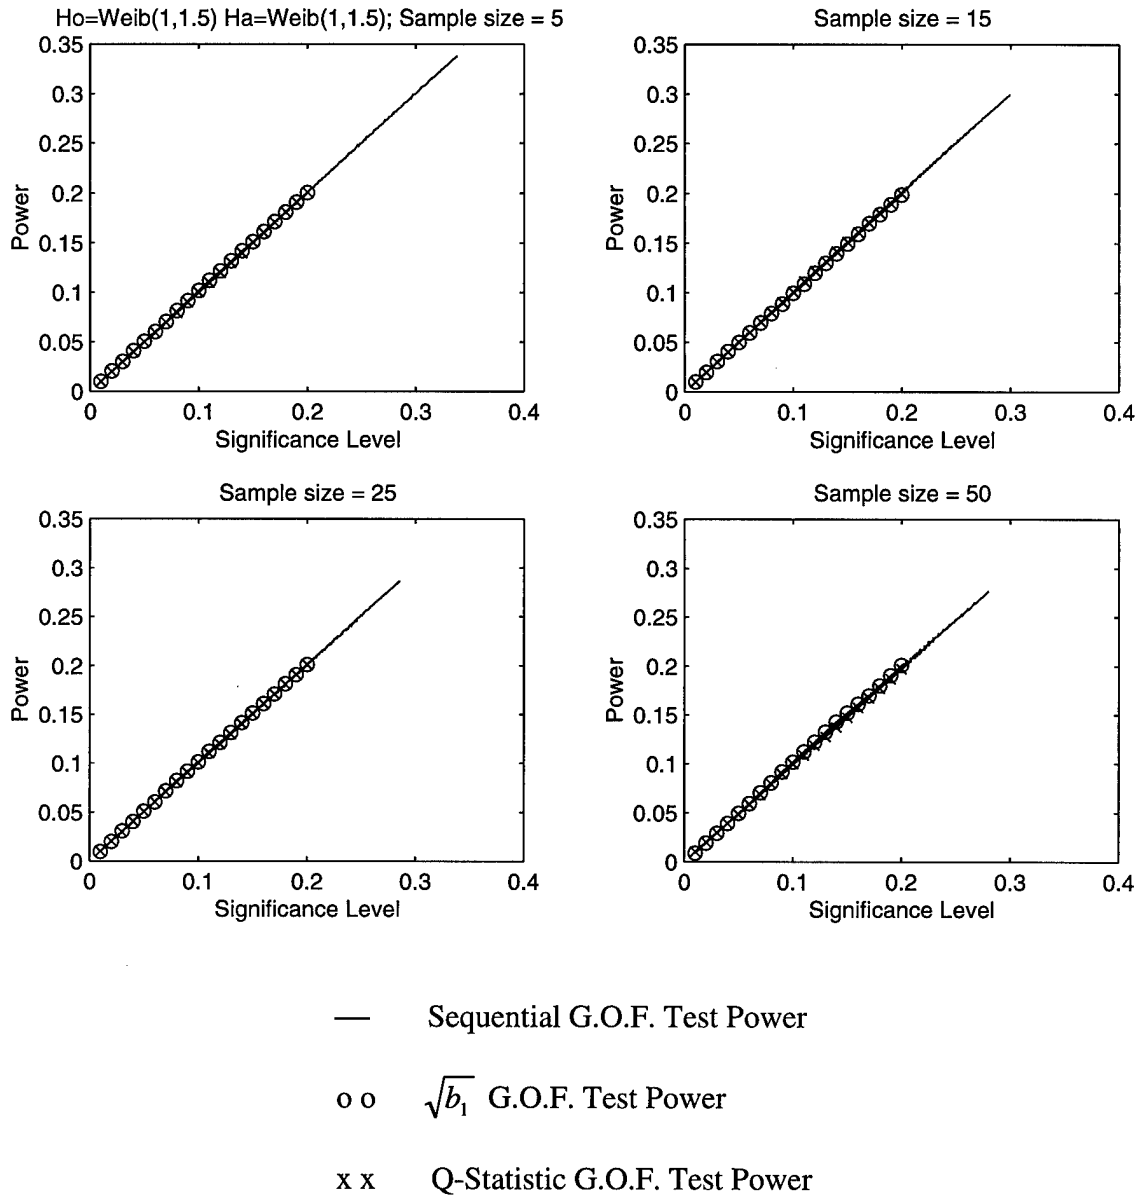 Ho=Weib(1,1.5) Ha=Weib(1,1.5); Sample size = 5
0.35
0.3
0.25
0.2
0.15
0.1
0.05
0
Power
0 0.1 0.2 0.3 0.4
Significance Level
Sample size = 15
0.35
0.3
0.25
0.2
0.15
0.1
0.05
0
Power
0 0.1 0.2 0.3 0.4
Significance Level
Sample size = 25
0.35
0.3
0.25
0.2
0.15
0.1
0.05
0
Power
0 0.1 0.2 0.3 0.4
Significance Level
Sample size = 50
0.35
0.3
0.25
0.2
0.15
0.1
0.05
0
Power
0 0.1 0.2 0.3 0.4
Significance Level
— Sequential G.O.F. Test Power
o o √b₁ G.O.F. Test Power
x x Q-Statistic G.O.F. Test Power